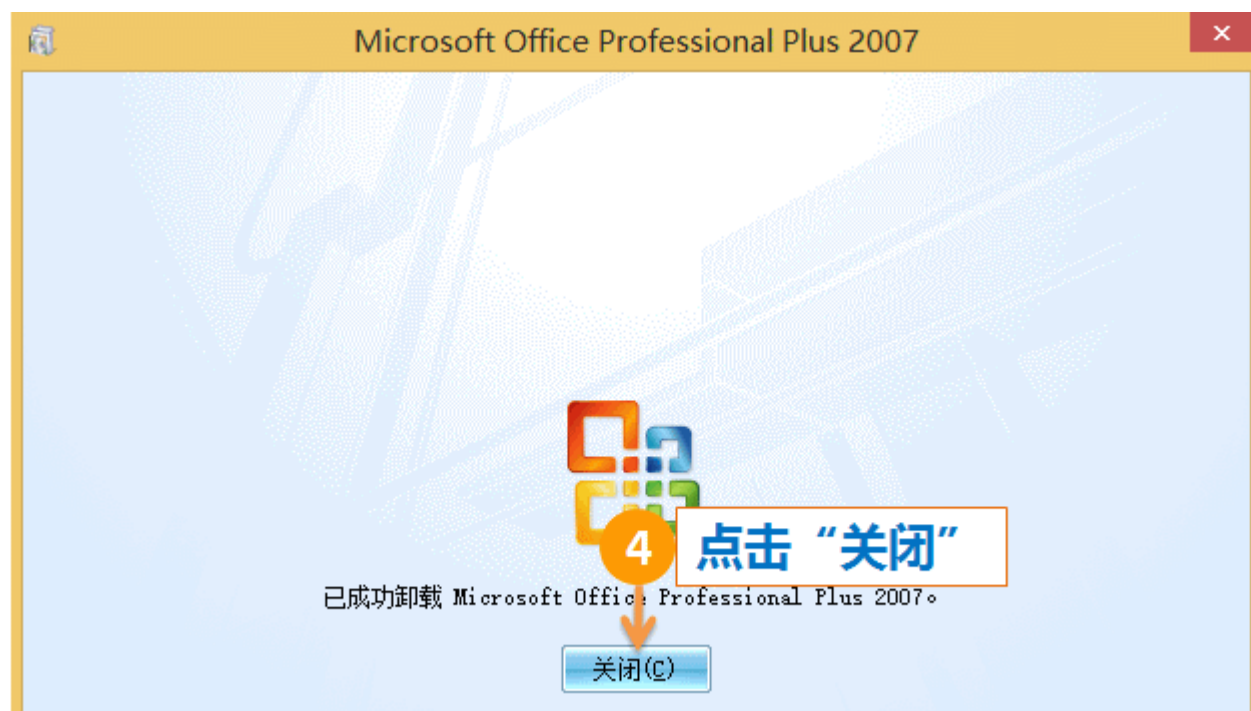 Microsoft Office Professional Plus 2007
4
点击“关闭”
已成功卸载 Microsoft Office Professional Plus 2007。
关闭(C)